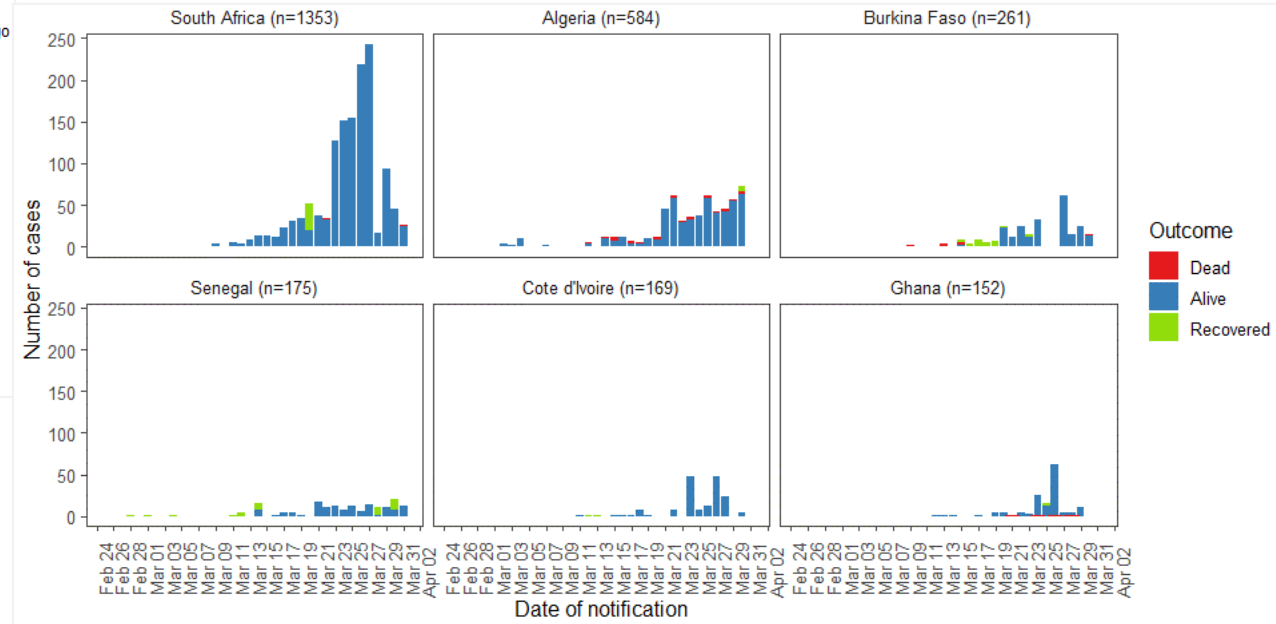 South Africa (n=1353)
Algeria (n=584)
Burkina Faso (n=261)
250
200
150
100
50
0
Senegal (n=175)
Cote d'Ivoire (n=169)
Ghana (n=152)
250
200
150
100
50
0
Number of cases
Feb 24
Feb 26
Feb 28
Mar 01
Mar 03
Mar 05
Mar 07
Mar 09
Mar 11
Mar 13
Mar 15
Mar 17
Mar 19
Mar 21
Mar 23
Mar 25
Mar 27
Mar 29
Mar 31
Apr 02
Feb 24
Feb 26
Feb 28
Mar 01
Mar 03
Mar 05
Mar 07
Mar 09
Mar 11
Mar 13
Mar 15
Mar 17
Mar 19
Mar 21
Mar 23
Mar 25
Mar 27
Mar 29
Mar 31
Apr 02
Feb 24
Feb 26
Feb 28
Mar 01
Mar 03
Mar 05
Mar 07
Mar 09
Mar 11
Mar 13
Mar 15
Mar 17
Mar 19
Mar 21
Mar 23
Mar 25
Mar 27
Mar 29
Mar 31
Apr 02
Date of notification
Outcome
Dead
Alive
Recovered